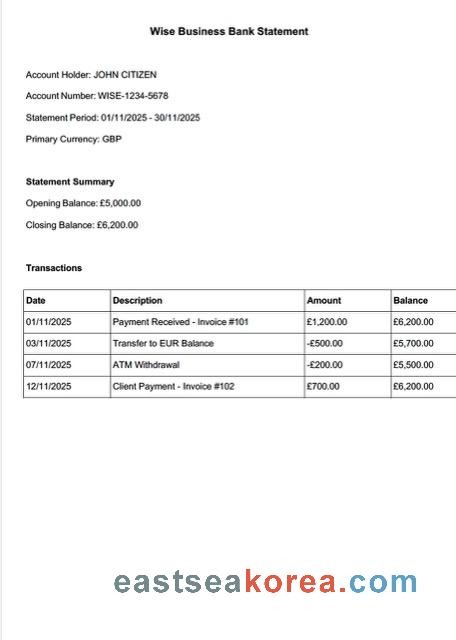 Wise Business Bank Statement
Account Holder: JOHN CITIZEN
Account Number: WISE-1234-5678
Statement Period: 01/11/2025 - 30/11/2025
Primary Currency: GBP
Statement Summary
Opening Balance: £5,000.00
Closing Balance: £6,200.00
Transactions
Date Description Amount Balance
01/11/2025 Payment Received - Invoice #101 £1,200.00 £6,200.00
03/11/2025 Transfer to EUR Balance -£500.00 £5,700.00
07/11/2025 ATM Withdrawal -£200.00 £5,500.00
12/11/2025 Client Payment - Invoice #102 £700.00 £6,200.00
eastseakorea.com